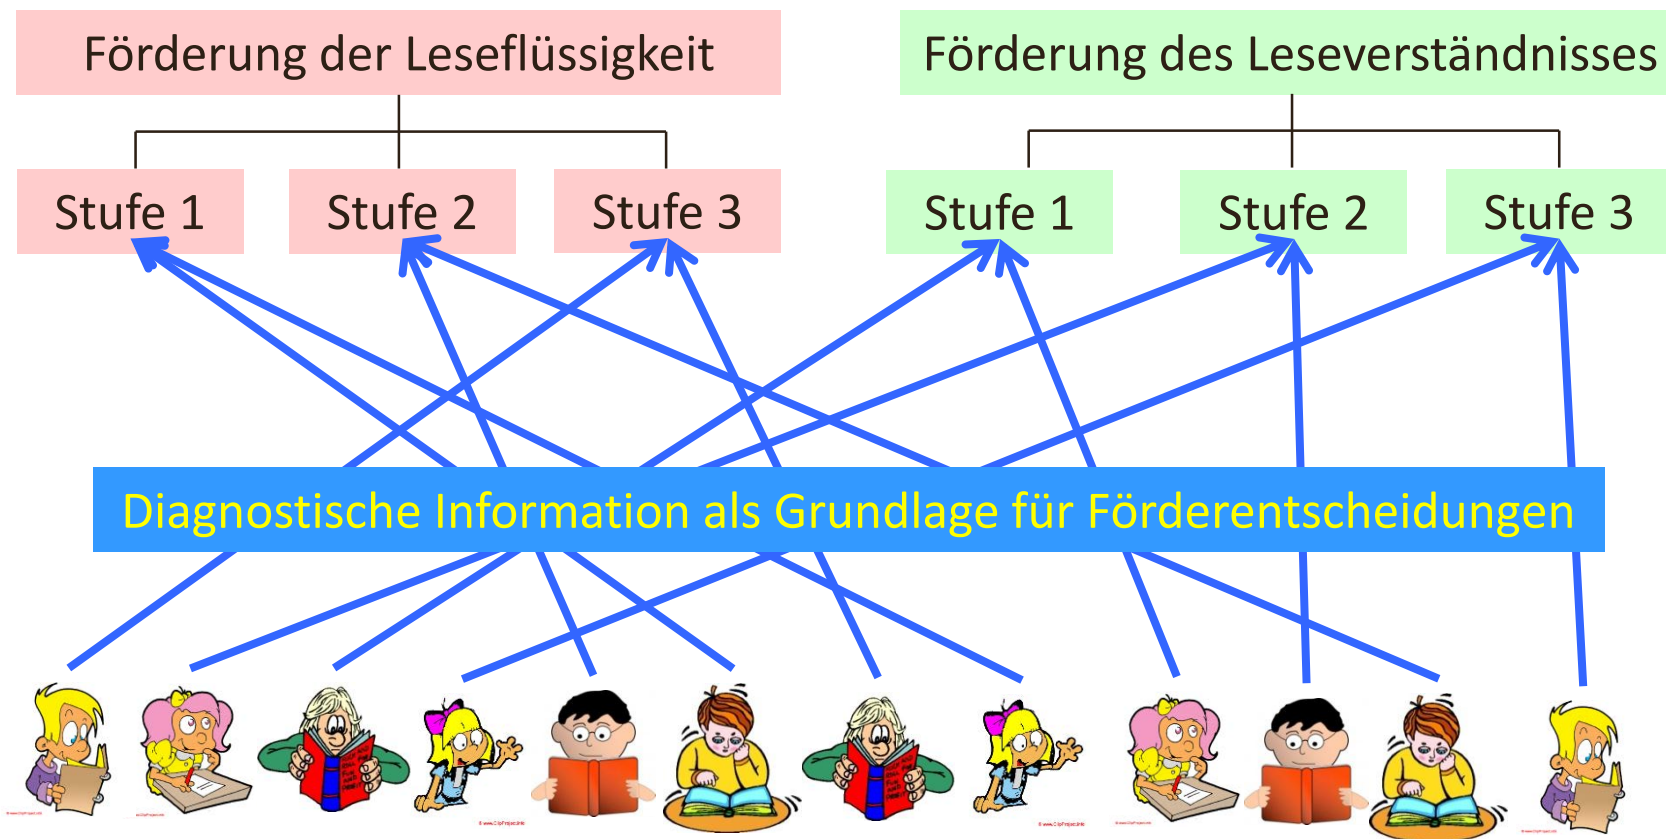 Förderung der Leseflüssigkeit
Förderung des Leseverständnisses
Stufe 1
Stufe 2
Stufe 3
Stufe 1
Stufe 2
Stufe 3
Diagnostische Information als Grundlage für Förderentscheidungen